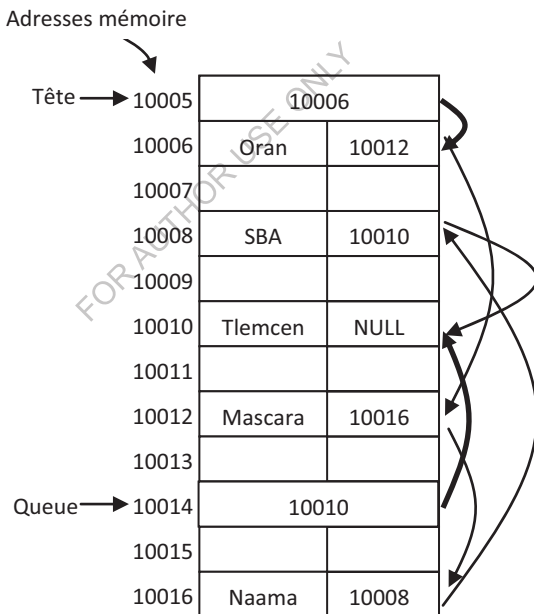 Adresses mémoire
Tête 10005 10006
10006 Oran 10012
10007
10008 SBA 10010
10009
10010 Tlemcen NULL
10011
10012 Mascara 10016
10013
Queue 10014 10010
10015
10016 Naama 10008
FOR AUTHOR USE ONLY